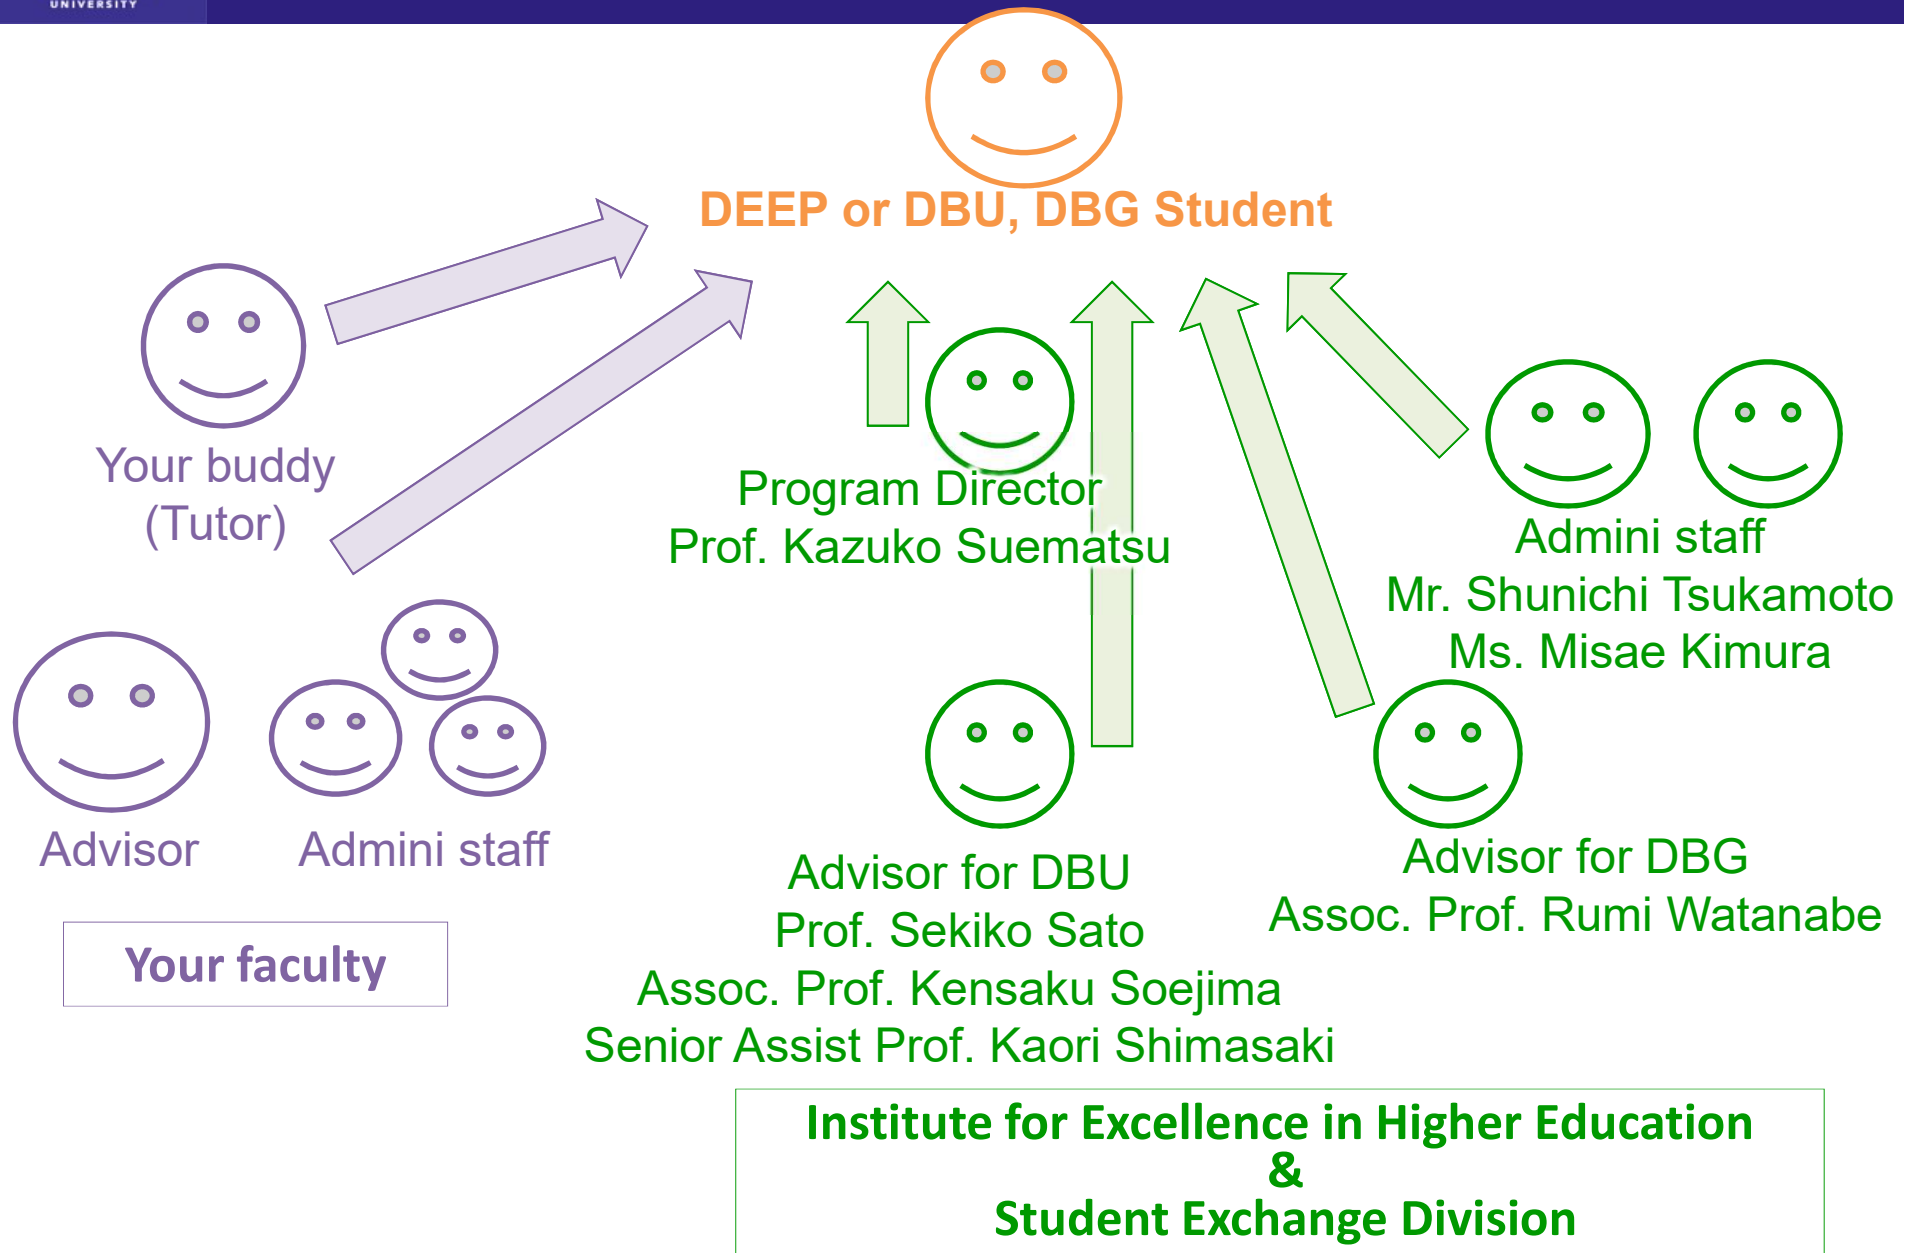 UNIVERSITY
DEEP or DBU, DBG Student
Your buddy
(Tutor)
Program Director
Prof. Kazuko Suematsu
Admini staff
Mr. Shunichi Tsukamoto
Ms. Misae Kimura
Advisor
Admini staff
Your faculty
Advisor for DBU
Prof. Sekiko Sato
Assoc. Prof. Kensaku Soejima
Senior Assist Prof. Kaori Shimasaki
Advisor for DBG
Assoc. Prof. Rumi Watanabe
Institute for Excellence in Higher Education
&
Student Exchange Division